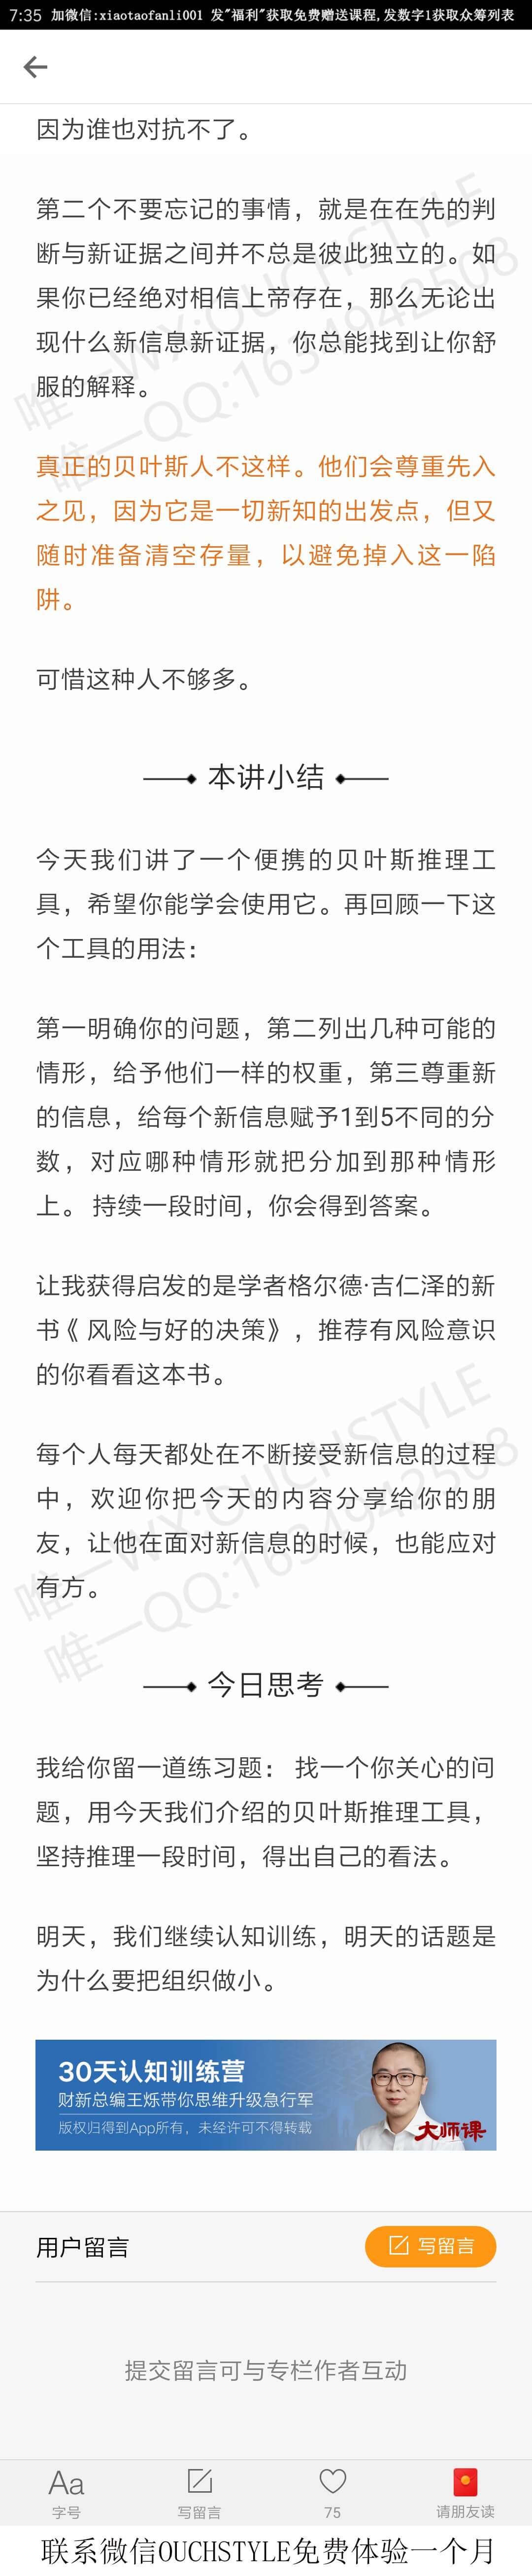 7:35 加微信:xiaotaofanli001 发"福利"获取免费赠送课程,发数字1获取众筹列表
因为谁也对抗不了。
第二个不要忘记的事情，就是在在先的判
断与新证据之间并不总是彼此独立的。如
果你已经绝对相信上帝存在，那么无论出
现什么新信息新证据，你总能找到让你舒
服的解释。
唯一WX:OUCHSTYLE
唯一QQ:1634942508
真正的贝叶斯人不这样。他们会尊重先入
之见，因为它是一切新知的出发点，但又
随时准备清空存量，以避免掉入这一陷
阱。
可惜这种人不够多。
本讲小结
今天我们讲了一个便携的贝叶斯推理工
具，希望你能学会使用它。再回顾一下这
个工具的用法：
第一明确你的问题，第二列出几种可能的
情形，给予他们一样的权重，第三尊重新
的信息，给每个新信息赋予1到5不同的分
数，对应哪种情形就把分加到那种情形
上。 持续一段时间，你会得到答案。
让我获得启发的是学者格尔德·吉仁泽的新
书《 风险与好的决策》，推荐有风险意识
的你看看这本书。
每个人每天都处在不断接受新信息的过程
中，欢迎你把今天的内容分享给你的朋
友，让他在面对新信息的时候，也能应对
有方。
唯一WX:OUCHSTYLE
唯一QQ:1634942508
今日思考
我给你留一道练习题： 找一个你关心的问
题，用今天我们介绍的贝叶斯推理工具，
坚持推理一段时间，得出自己的看法。
明天，我们继续认知训练，明天的话题是
为什么要把组织做小。
30天认知训练营
财新总编王烁带你思维升级急行军
版权归得到App所有，未经许可不得转载
大师课
用户留言
写留言
提交留言可与专栏作者互动
Aa
字号
写留言
75
请朋友读
联系微信OUCHSTYLE免费体验一个月